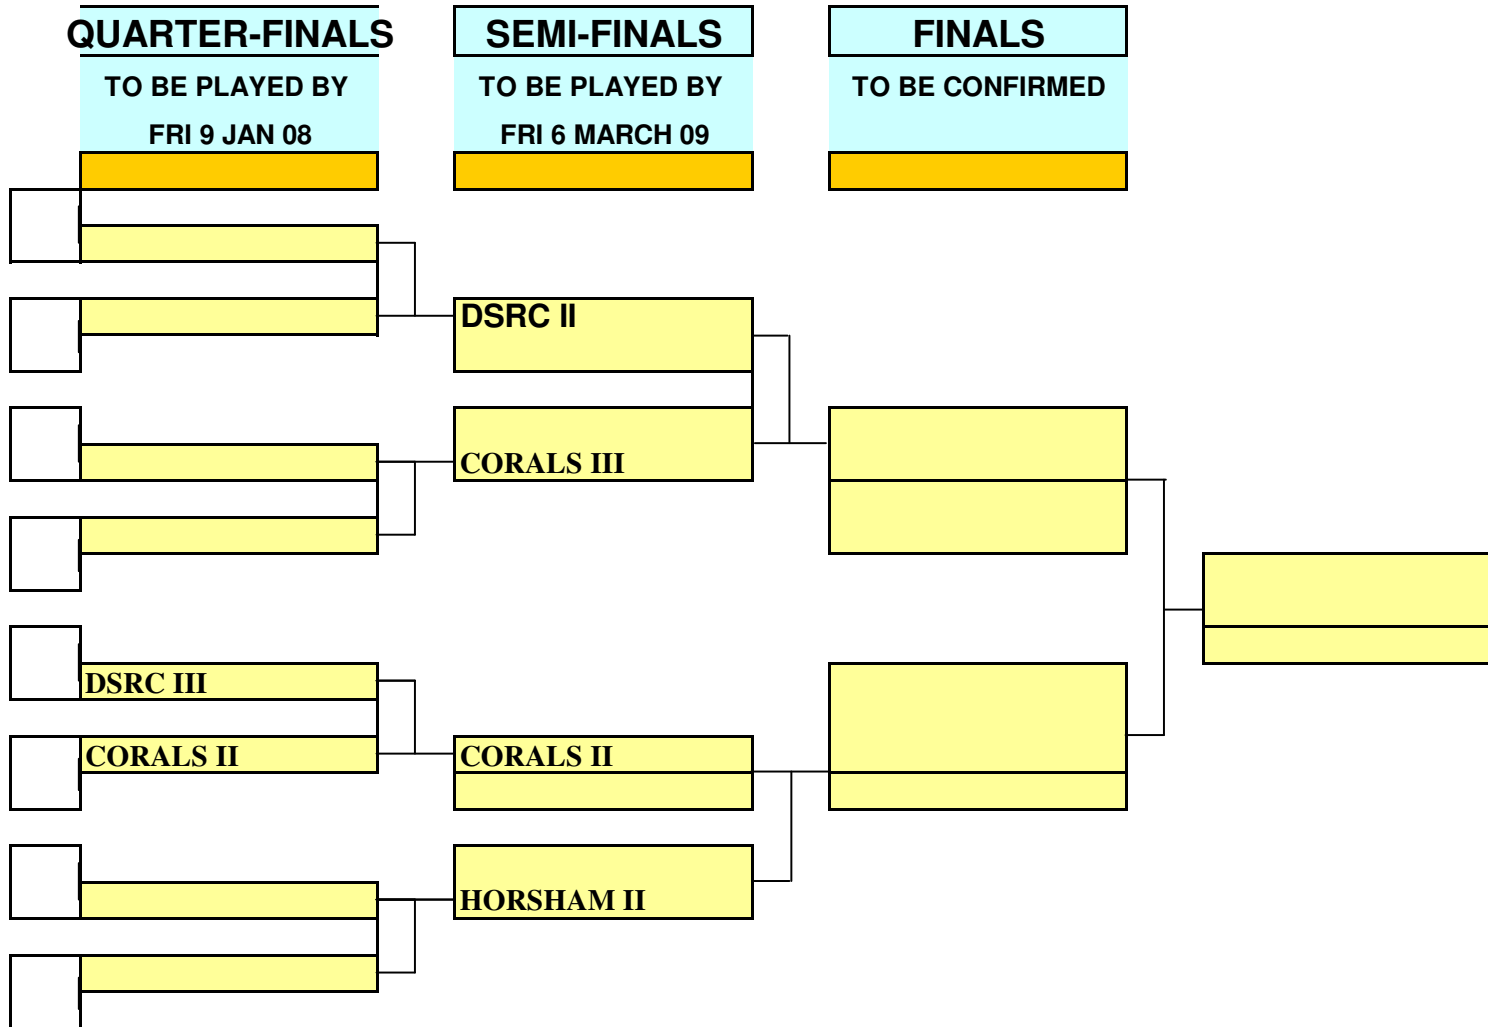 QUARTER-FINALS
TO BE PLAYED BY
FRI 9 JAN 08
SEMI-FINALS
TO BE PLAYED BY
FRI 6 MARCH 09
FINALS
TO BE CONFIRMED
DSRC II
CORALS III
DSRC III
CORALS II
CORALS II
HORSHAM II